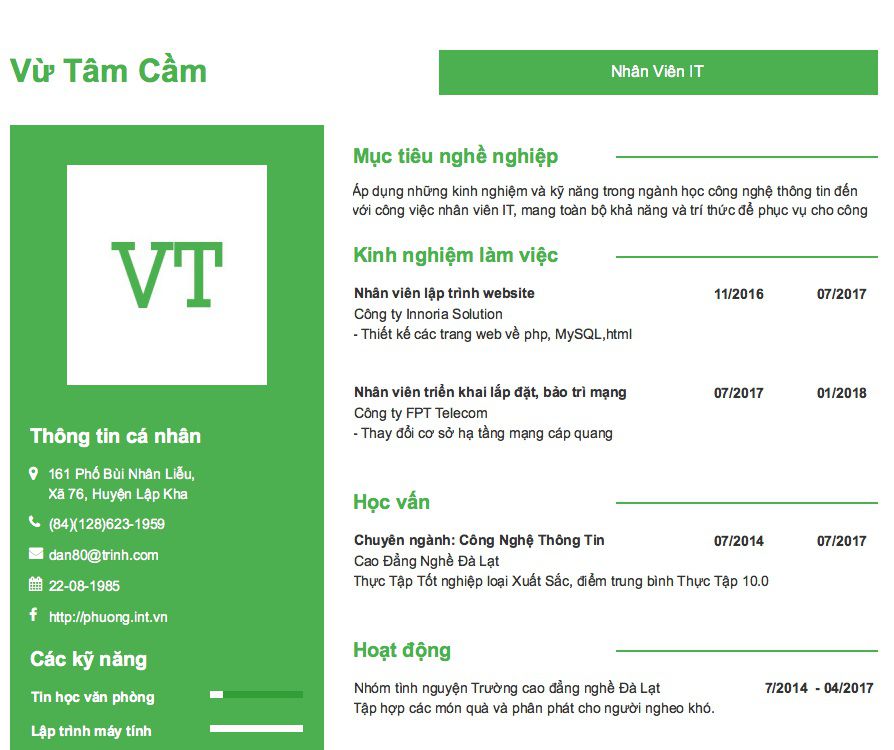 Vừ Tâm Cầm
Nhân Viên IT
VT
Thông tin cá nhân
161 Phố Bùi Nhân Liễu,
Xã 76, Huyện Lập Kha
(84)(128)623-1959
dan80@trinh.com
22-08-1985
http://phuong.int.vn
Các kỹ năng
Tin học văn phòng
Lập trình máy tính
Mục tiêu nghề nghiệp
Áp dụng những kinh nghiệm và kỹ năng trong ngành học công nghệ thông tin đến
với công việc nhân viên IT, mang toàn bộ khả năng và trí thức để phục vụ cho công
Kinh nghiệm làm việc
Nhân viên lập trình website 11/2016 07/2017
Công ty Innoria Solution
- Thiết kế các trang web về php, MySQL,html
Nhân viên triển khai lắp đặt, bảo trì mạng 07/2017 01/2018
Công ty FPT Telecom
- Thay đổi cơ sở hạ tầng mạng cáp quang
Học vấn
Chuyên ngành: Công Nghệ Thông Tin 07/2014 07/2017
Cao Đẳng Nghề Đà Lạt
Thực Tập Tốt nghiệp loại Xuất Sắc, điểm trung bình Thực Tập 10.0
Hoạt động
Nhóm tình nguyện Trường cao đẳng nghề Đà Lạt 7/2014 - 04/2017
Tập hợp các món quà và phân phát cho người nghèo khó.